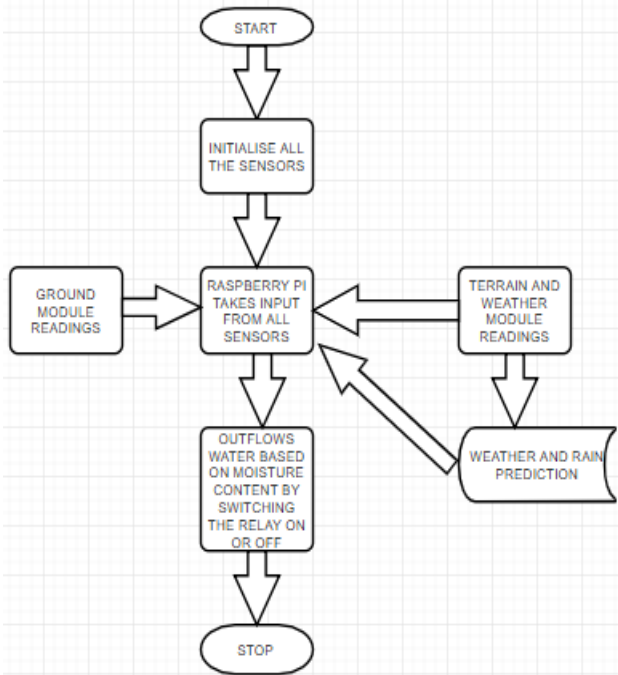 START
INITIALISE ALL
THE SENSORS
GROUND
MODULE
READINGS
RASPBERRY PI
TAKES INPUT
FROM ALL
SENSORS
TERRAIN AND
WEATHER
MODULE
READINGS
OUTFLOWS
WATER BASED
ON MOISTURE
CONTENT BY
SWITCHING
THE RELAY ON
OR OFF
WEATHER AND RAIN
PREDICTION
STOP